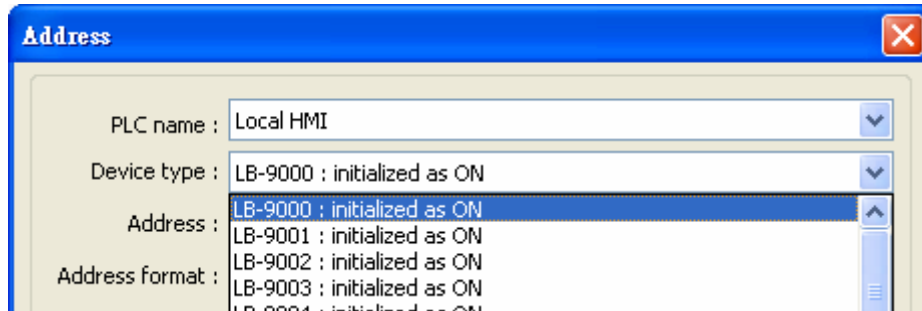 Address
PLC name : Local HMI
Device type : LB-9000 : initialized as ON
LB-9000 : initialized as ON
Address :
LB-9001 : initialized as ON
LB-9002 : initialized as ON
Address format :
LB-9003 : initialized as ON